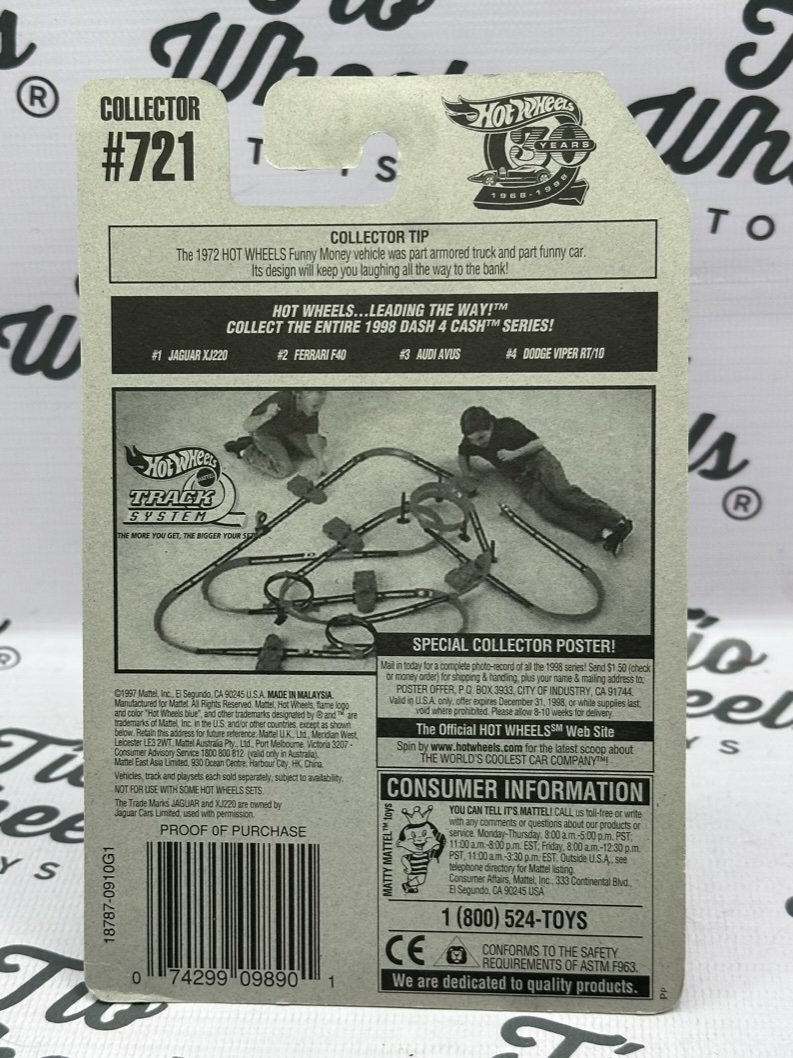 COLLECTOR
#721
HOT WHEELS
30
YEARS
1968-1998
COLLECTOR TIP
The 1972 HOT WHEELS Funny Money vehicle was part armored truck and part funny car.
Its design will keep you laughing all the way to the bank!
HOT WHEELS...LEADING THE WAY!™
COLLECT THE ENTIRE 1998 DASH 4 CASH™ SERIES!
#1 JAGUAR XJ220 #2 FERRARI F40 #3 AUDI AVUS #4 DODGE VIPER RT/10
HOT WHEELS
MATTEL
TRACK
SYSTEM
THE MORE YOU GET, THE BIGGER YOUR SET
SPECIAL COLLECTOR POSTER!
Mail in today for a complete photo-record of all the 1998 series! Send $1.50 (check
or money order) for shipping & handling, plus your name & mailing address to:
POSTER OFFER, P.O. BOX 3933, CITY OF INDUSTRY, CA 91744.
Valid in U.S.A. only, offer expires December 31, 1998, or while supplies last,
void where prohibited. Please allow 8-10 weeks for delivery.
The Official HOT WHEELS℠ Web Site
Spin by www.hotwheels.com for the latest scoop about
THE WORLD'S COOLEST CAR COMPANY™!
©1997 Mattel, Inc., El Segundo, CA 90245 U.S.A. MADE IN MALAYSIA.
Manufactured for Mattel. All Rights Reserved. Mattel, Hot Wheels, flame logo
and color "Hot Wheels blue", and other trademarks designated by ® and ™ are
trademarks of Mattel, Inc. in the U.S. and/or other countries, except as shown
below. Retain this address for future reference: Mattel U.K., Ltd., Meridian West,
Leicester LE3 2WT. Mattel Australia Pty., Ltd., Port Melbourne, Victoria 3207 -
Consumer Advisory Service 1800 800 812 (valid only in Australia).
Mattel East Asia Limited, 930 Ocean Centre, Harbour City, HK, China.
Vehicles, track and playsets each sold separately, subject to availability.
NOT FOR USE WITH SOME HOT WHEELS SETS.
The Trade Marks JAGUAR and XJ220 are owned by
Jaguar Cars Limited, used with permission.
PROOF OF PURCHASE
18787-0910G1
0 74299 09890 1
CONSUMER INFORMATION
MATTY MATTEL™ toys
YOU CAN TELL IT'S MATTEL! CALL us toll-free or write
with any comments or questions about our products or
service. Monday-Thursday, 8:00 a.m.-5:00 p.m. PST;
11:00 a.m.-8:00 p.m. EST; Friday, 8:00 a.m.-12:30 p.m.
PST, 11:00 a.m.-3:30 p.m. EST. Outside U.S.A., see
telephone directory for Mattel listing.
Consumer Affairs, Mattel, Inc., 333 Continental Blvd.,
El Segundo, CA 90245 USA
1 (800) 524-TOYS
CE
CONFORMS TO THE SAFETY
REQUIREMENTS OF ASTM F963.
We are dedicated to quality products.
PP